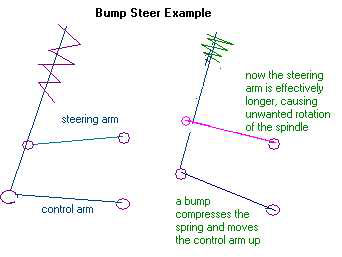 Bump Steer Example
steering arm
control arm
now the steering
arm is effectively
longer, causing
unwanted rotation
of the spindle
a bump
compresses the
spring and moves
the control arm up